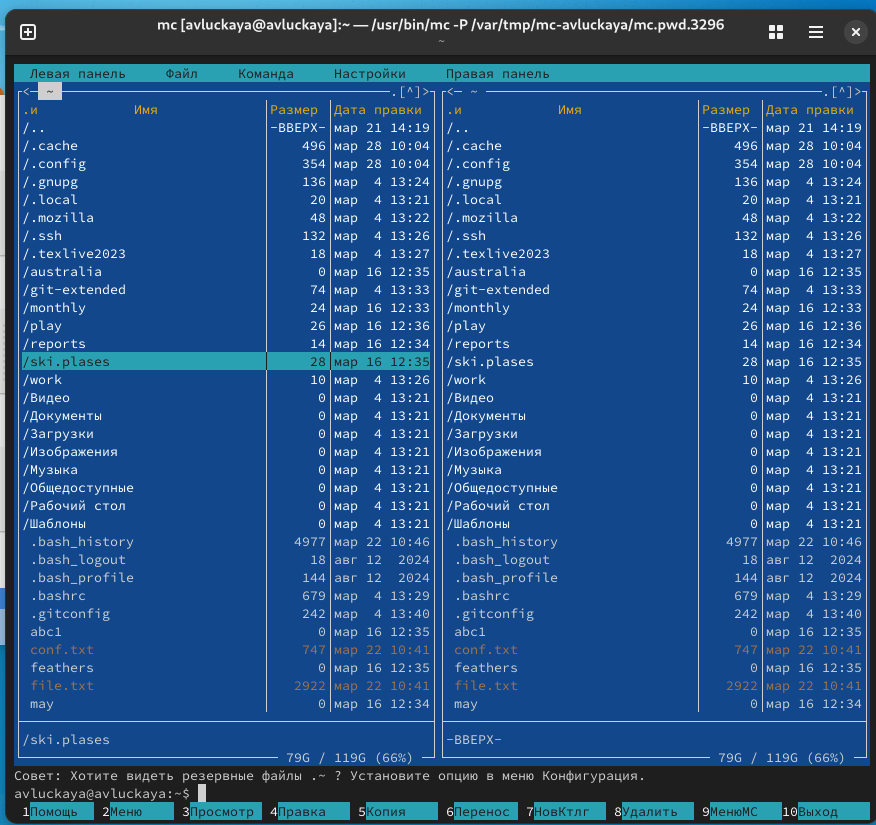 mc [avluckaya@avluckaya]:~ — /usr/bin/mc -P /var/tmp/mc-avluckaya/mc.pwd.3296
~
Левая панель Файл Команда Настройки Правая панель
<─ ~ .[^]> <─ ~ .[^]>
.и Имя Размер Дата правки .и Имя Размер Дата правки
/.. -ВВЕРХ- мар 21 14:19 /.. -ВВЕРХ- мар 21 14:19
/.cache 496 мар 28 10:04 /.cache 496 мар 28 10:04
/.config 354 мар 28 10:04 /.config 354 мар 28 10:04
/.gnupg 136 мар 4 13:24 /.gnupg 136 мар 4 13:24
/.local 20 мар 4 13:21 /.local 20 мар 4 13:21
/.mozilla 48 мар 4 13:22 /.mozilla 48 мар 4 13:22
/.ssh 132 мар 4 13:26 /.ssh 132 мар 4 13:26
/.texlive2023 18 мар 4 13:27 /.texlive2023 18 мар 4 13:27
/australia 0 мар 16 12:35 /australia 0 мар 16 12:35
/git-extended 74 мар 4 13:33 /git-extended 74 мар 4 13:33
/monthly 24 мар 16 12:33 /monthly 24 мар 16 12:33
/play 26 мар 16 12:36 /play 26 мар 16 12:36
/reports 14 мар 16 12:34 /reports 14 мар 16 12:34
/ski.plases 28 мар 16 12:35 /ski.plases 28 мар 16 12:35
/work 10 мар 4 13:26 /work 10 мар 4 13:26
/Видео 0 мар 4 13:21 /Видео 0 мар 4 13:21
/Документы 0 мар 4 13:21 /Документы 0 мар 4 13:21
/Загрузки 0 мар 4 13:21 /Загрузки 0 мар 4 13:21
/Изображения 0 мар 4 13:21 /Изображения 0 мар 4 13:21
/Музыка 0 мар 4 13:21 /Музыка 0 мар 4 13:21
/Общедоступные 0 мар 4 13:21 /Общедоступные 0 мар 4 13:21
/Рабочий стол 0 мар 4 13:21 /Рабочий стол 0 мар 4 13:21
/Шаблоны 0 мар 4 13:21 /Шаблоны 0 мар 4 13:21
.bash_history 4977 мар 22 10:46 .bash_history 4977 мар 22 10:46
.bash_logout 18 авг 12 2024 .bash_logout 18 авг 12 2024
.bash_profile 144 авг 12 2024 .bash_profile 144 авг 12 2024
.bashrc 679 мар 4 13:29 .bashrc 679 мар 4 13:29
.gitconfig 242 мар 4 13:40 .gitconfig 242 мар 4 13:40
abc1 0 мар 16 12:35 abc1 0 мар 16 12:35
conf.txt 747 мар 22 10:41 conf.txt 747 мар 22 10:41
feathers 0 мар 16 12:35 feathers 0 мар 16 12:35
file.txt 2922 мар 22 10:41 file.txt 2922 мар 22 10:41
may 0 мар 16 12:34 may 0 мар 16 12:34
/ski.plases -ВВЕРХ-
79G / 119G (66%) 79G / 119G (66%)
Совет: Хотите видеть резервные файлы .~ ? Установите опцию в меню Конфигурация.
avluckaya@avluckaya:~$
1Помощь 2Меню 3Просмотр 4Правка 5Копия 6Перенос 7НовКтлг 8Удалить 9МенюMC 10Выход